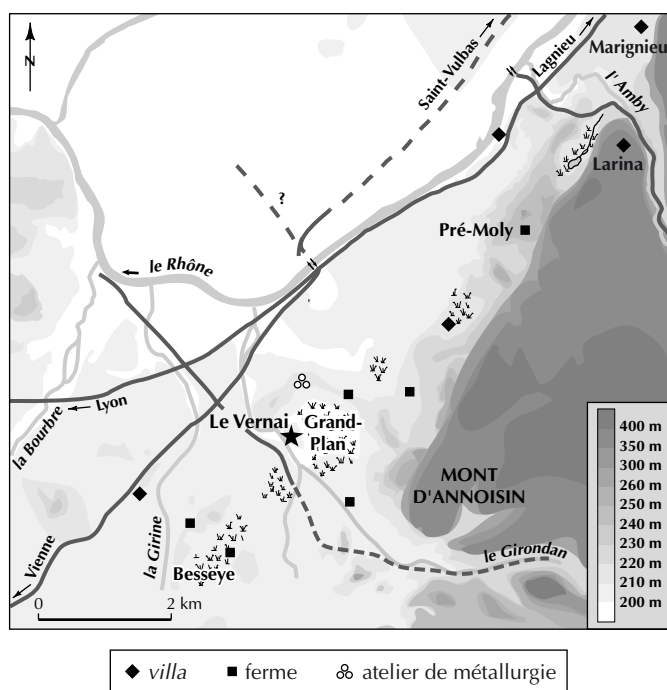 N
Saint-Vulbas
Lagnieu
Marignieu
l'Amby
Larina
?
Pré-Moly
le Rhône
Lyon
la Bourbre
Le Vernai
Grand-
Plan
MONT
D'ANNOISIN
Vienne
la Girine
Besseye
le Girondan
0 2 km
400 m
350 m
300 m
260 m
250 m
240 m
230 m
220 m
210 m
200 m
villa ferme atelier de métallurgie